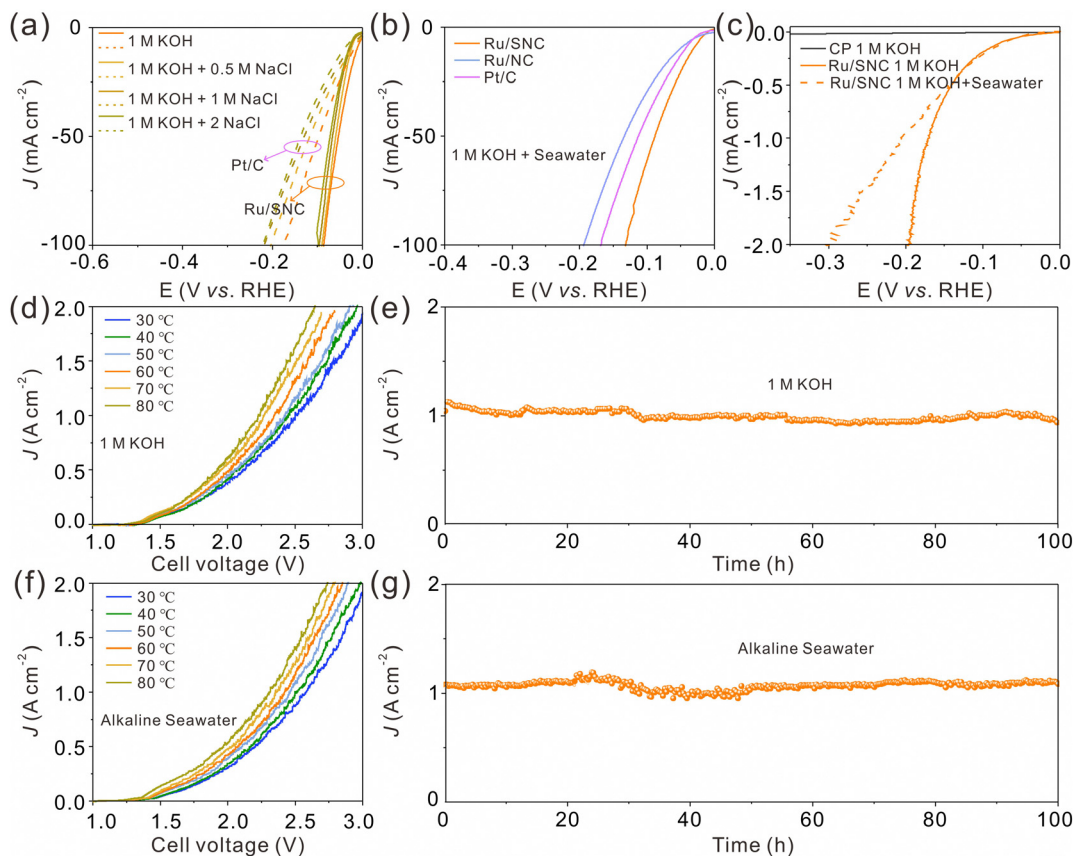 (a)
0
-50
-100
J (mA cm-2)
1 M KOH
1 M KOH + 0.5 M NaCl
1 M KOH + 1 M NaCl
1 M KOH + 2 NaCl
Pt/C
Ru/SNC
-0.6 -0.4 -0.2 0.0
E (V vs. RHE)
(b)
0
-50
-100
J (mA cm-2)
Ru/SNC
Ru/NC
Pt/C
1 M KOH + Seawater
-0.4 -0.3 -0.2 -0.1 0.0
E (V vs. RHE)
(c)
0.0
-0.5
-1.0
-1.5
-2.0
J (mA cm-2)
CP 1 M KOH
Ru/SNC 1 M KOH
Ru/SNC 1 M KOH+Seawater
-0.3 -0.2 -0.1 0.0
E (V vs. RHE)
(d)
2.0
1.5
1.0
0.5
0.0
J (A cm-2)
30 ℃
40 ℃
50 ℃
60 ℃
70 ℃
80 ℃
1 M KOH
1.0 1.5 2.0 2.5 3.0
Cell voltage (V)
(e)
2
1
0
J (A cm-2)
1 M KOH
0 20 40 60 80 100
Time (h)
(f)
2.0
1.5
1.0
0.5
0.0
J (A cm-2)
30 ℃
40 ℃
50 ℃
60 ℃
70 ℃
80 ℃
Alkaline Seawater
1.0 1.5 2.0 2.5 3.0
Cell voltage (V)
(g)
2
1
0
J (A cm-2)
Alkaline Seawater
0 20 40 60 80 100
Time (h)